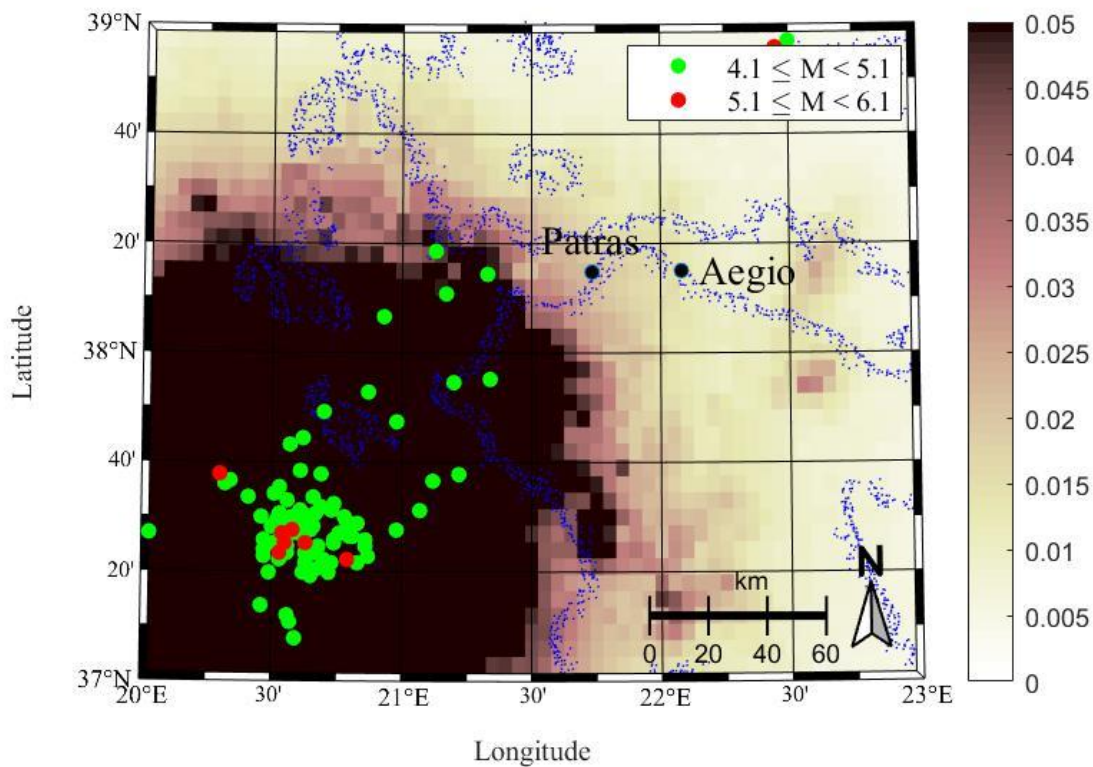 39°N
0.05
4.1 ≤ M < 5.1
5.1 ≤ M < 6.1
0.045
40'
0.04
0.035
20'
Patras
Aegio
0.03
Latitude
38°N
0.025
0.02
40'
0.015
N
20'
km
0.01
0 20 40 60
0.005
37°N
0
20°E 30' 21°E 30' 22°E 30' 23°E
Longitude